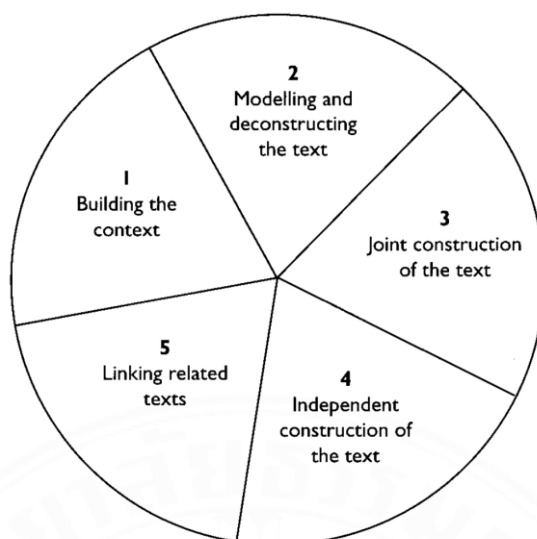 1
Building the
context
2
Modelling and
deconstructing
the text
3
Joint construction
of the text
4
Independent
construction of
the text
5
Linking related
texts